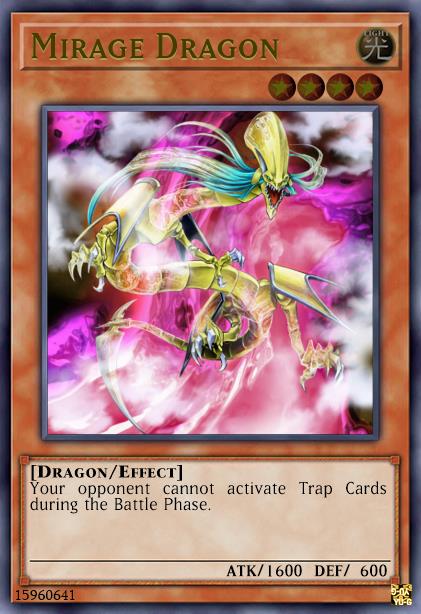 Mirage Dragon
LIGHT
光
[Dragon/Effect]
Your opponent cannot activate Trap Cards
during the Battle Phase.
ATK/1600 DEF/ 600
15960641